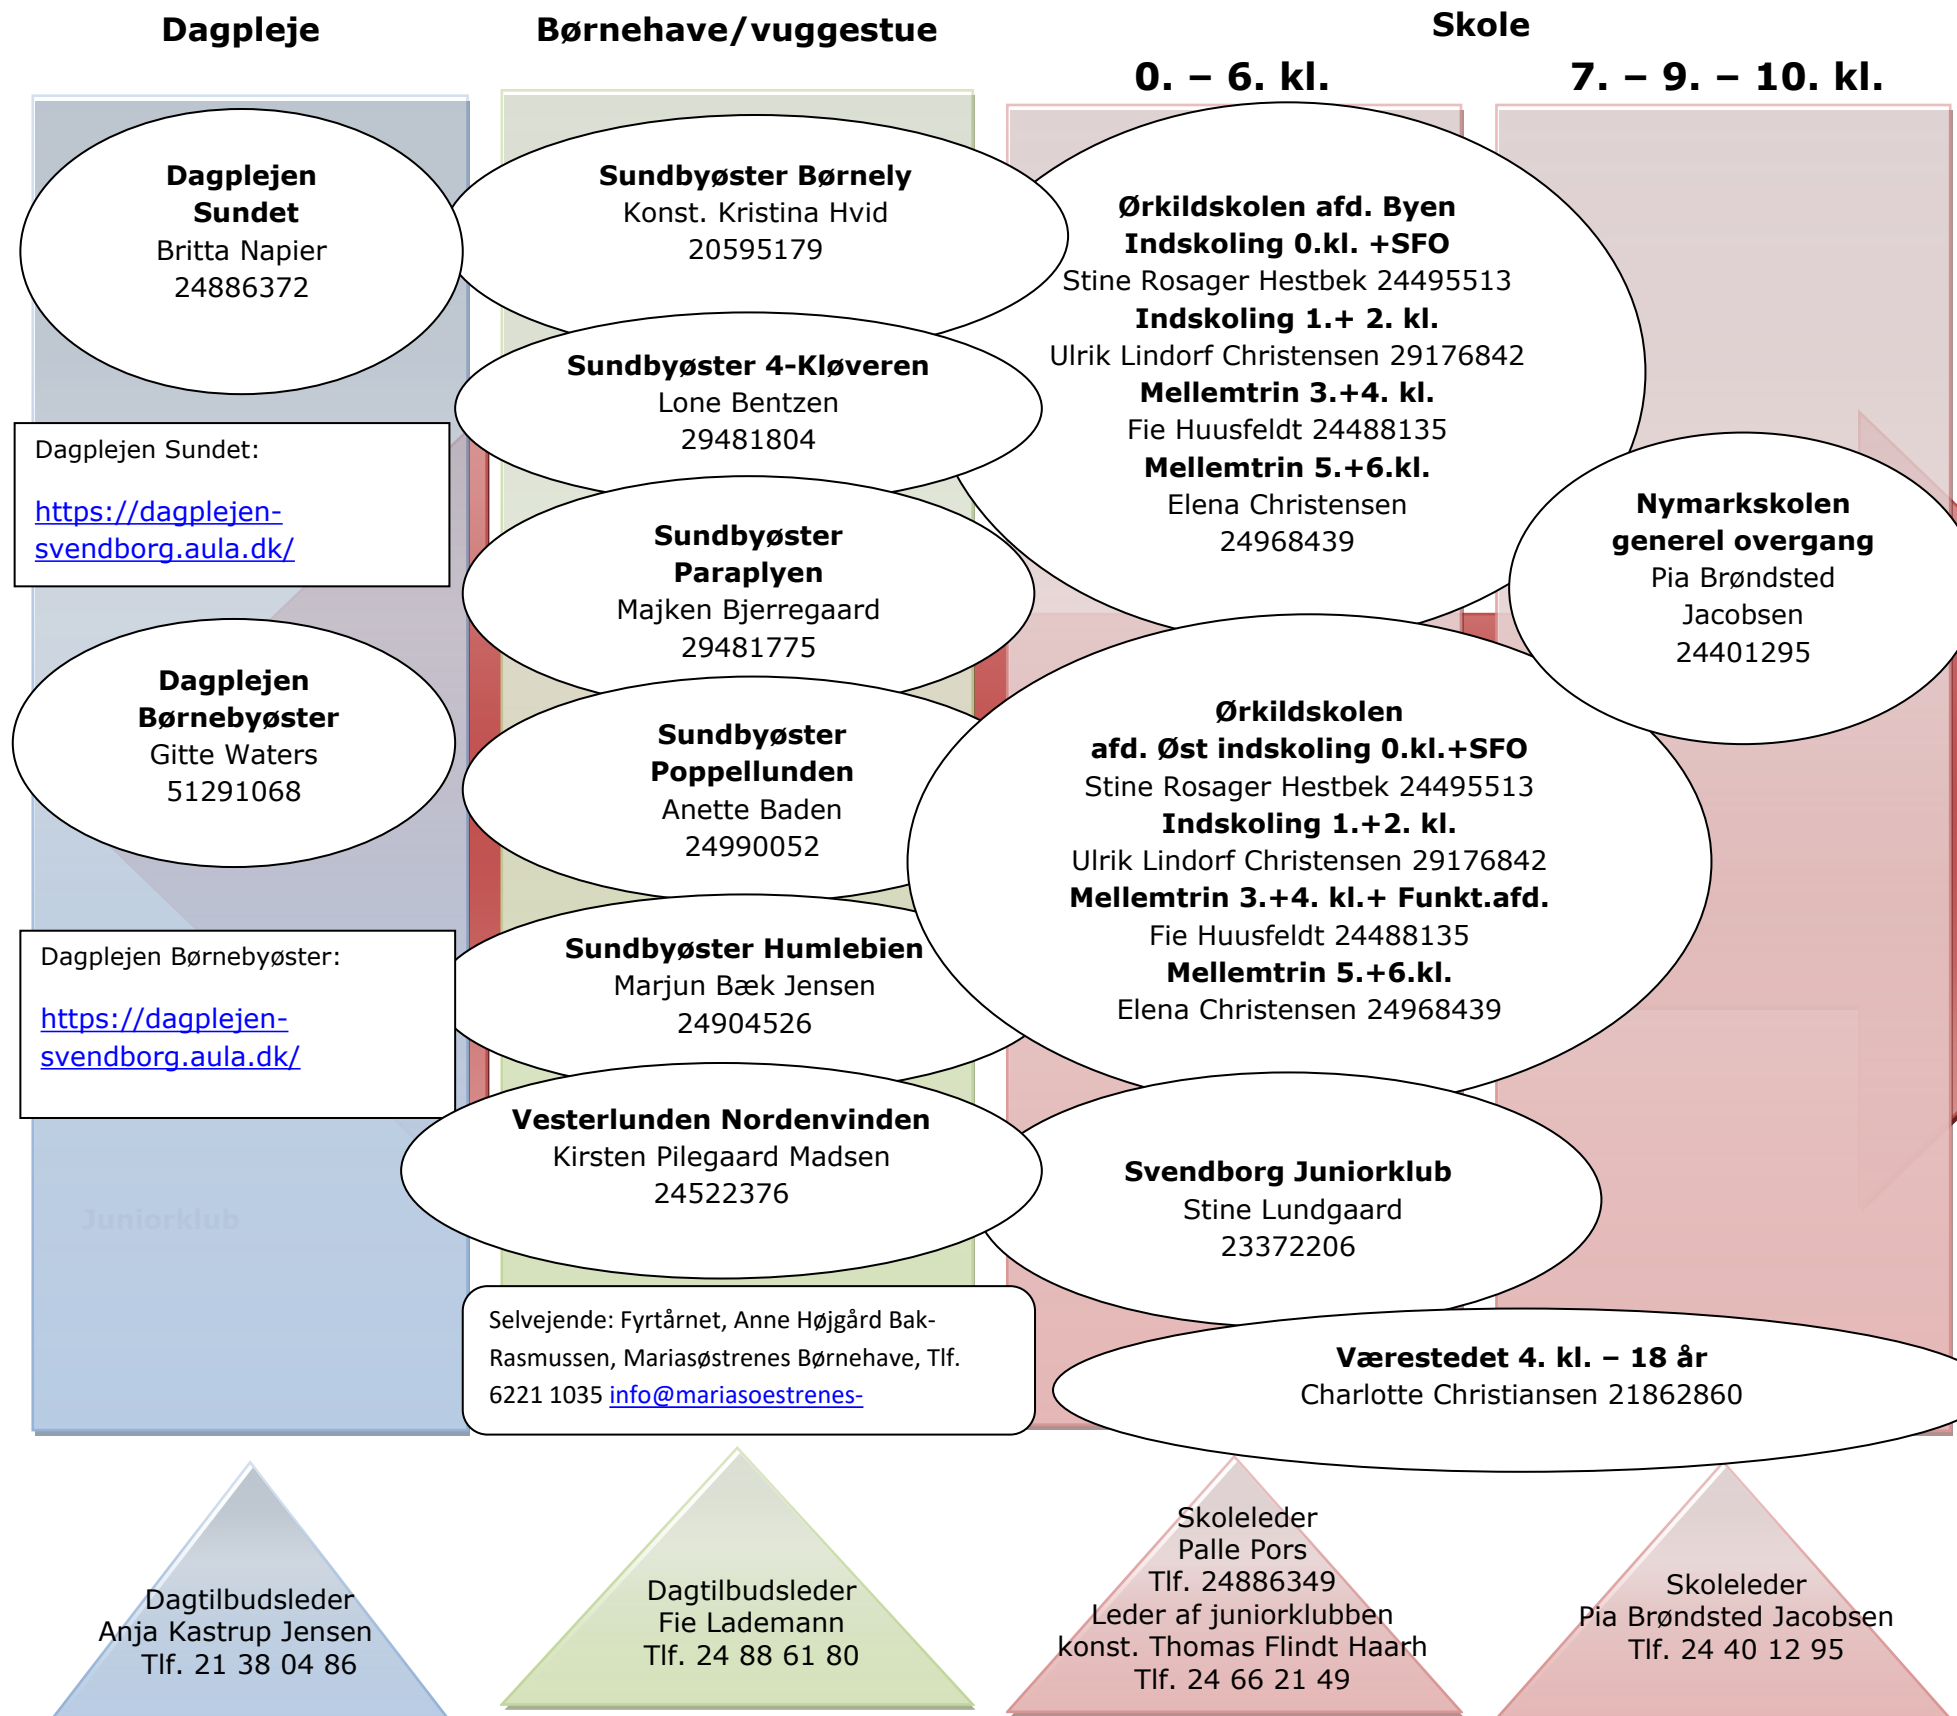 Dagpleje
Børnehave/vuggestue
Skole
0. – 6. kl.
7. – 9. – 10. kl.
Dagplejen
Sundet
Britta Napier
24886372
Dagplejen Sundet:
https://dagplejen-
svendborg.aula.dk/
Dagplejen
Børnebyøster
Gitte Waters
51291068
Dagplejen Børnebyøster:
https://dagplejen-
svendborg.aula.dk/
Juniorklub
Sundbyøster Børnely
Konst. Kristina Hvid
20595179
Sundbyøster 4-Kløveren
Lone Bentzen
29481804
Sundbyøster
Paraplyen
Majken Bjerregaard
29481775
Sundbyøster
Poppellunden
Anette Baden
24990052
Sundbyøster Humlebien
Marjun Bæk Jensen
24904526
Vesterlunden Nordenvinden
Kirsten Pilegaard Madsen
24522376
Selvejende: Fyrtårnet, Anne Højgård Bak-
Rasmussen, Mariasøstrenes Børnehave, Tlf.
6221 1035 info@mariasoestrenes-
Ørkildskolen afd. Byen
Indskoling 0.kl. +SFO
Stine Rosager Hestbek 24495513
Indskoling 1.+ 2. kl.
Ulrik Lindorf Christensen 29176842
Mellemtrin 3.+4. kl.
Fie Huusfeldt 24488135
Mellemtrin 5.+6.kl.
Elena Christensen
24968439
Ørkildskolen
afd. Øst indskoling 0.kl.+SFO
Stine Rosager Hestbek 24495513
Indskoling 1.+2. kl.
Ulrik Lindorf Christensen 29176842
Mellemtrin 3.+4. kl.+ Funkt.afd.
Fie Huusfeldt 24488135
Mellemtrin 5.+6.kl.
Elena Christensen 24968439
Svendborg Juniorklub
Stine Lundgaard
23372206
Nymarkskolen
generel overgang
Pia Brøndsted
Jacobsen
24401295
Værestedet 4. kl. – 18 år
Charlotte Christiansen 21862860
Dagtilbudsleder
Anja Kastrup Jensen
Tlf. 21 38 04 86
Dagtilbudsleder
Fie Lademann
Tlf. 24 88 61 80
Skoleleder
Palle Pors
Tlf. 24886349
Leder af juniorklubben
konst. Thomas Flindt Haarh
Tlf. 24 66 21 49
Skoleleder
Pia Brøndsted Jacobsen
Tlf. 24 40 12 95